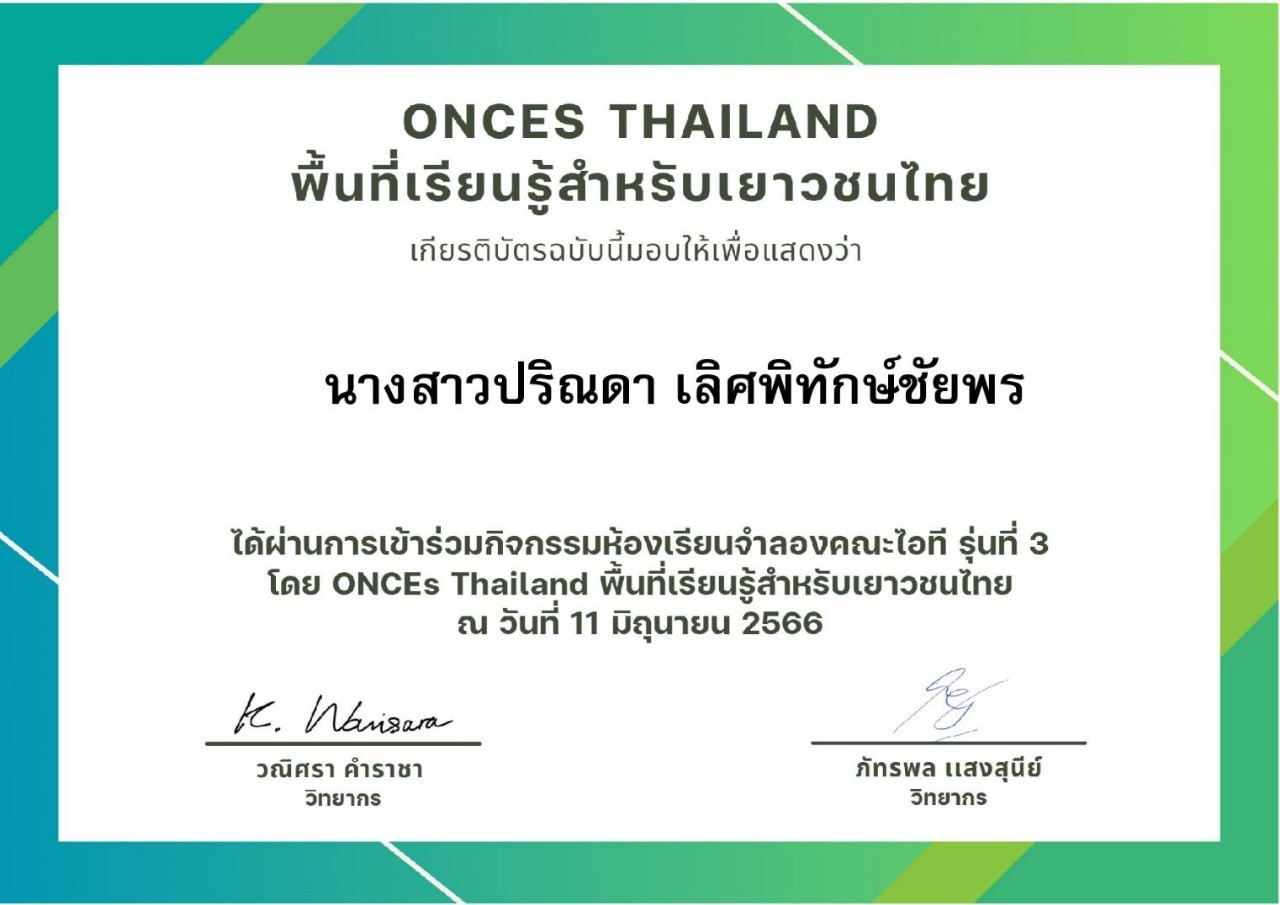 ONCES THAILAND
พื้นที่เรียนรู้สำหรับเยาวชนไทย
เกียรติบัตรฉบับนี้มอบให้เพื่อแสดงว่า
นางสาวปริณดา เลิศพิทักษ์ชัยพร
ได้ผ่านการเข้าร่วมกิจกรรมห้องเรียนจำลองคณะไอที รุ่นที่ 3
โดย ONCEs Thailand พื้นที่เรียนรู้สำหรับเยาวชนไทย
ณ วันที่ 11 มิถุนายน 2566
K. Warisara
วณิศรา คำราชา
วิทยากร
ภัทรพล แสงสุนีย์
วิทยากร